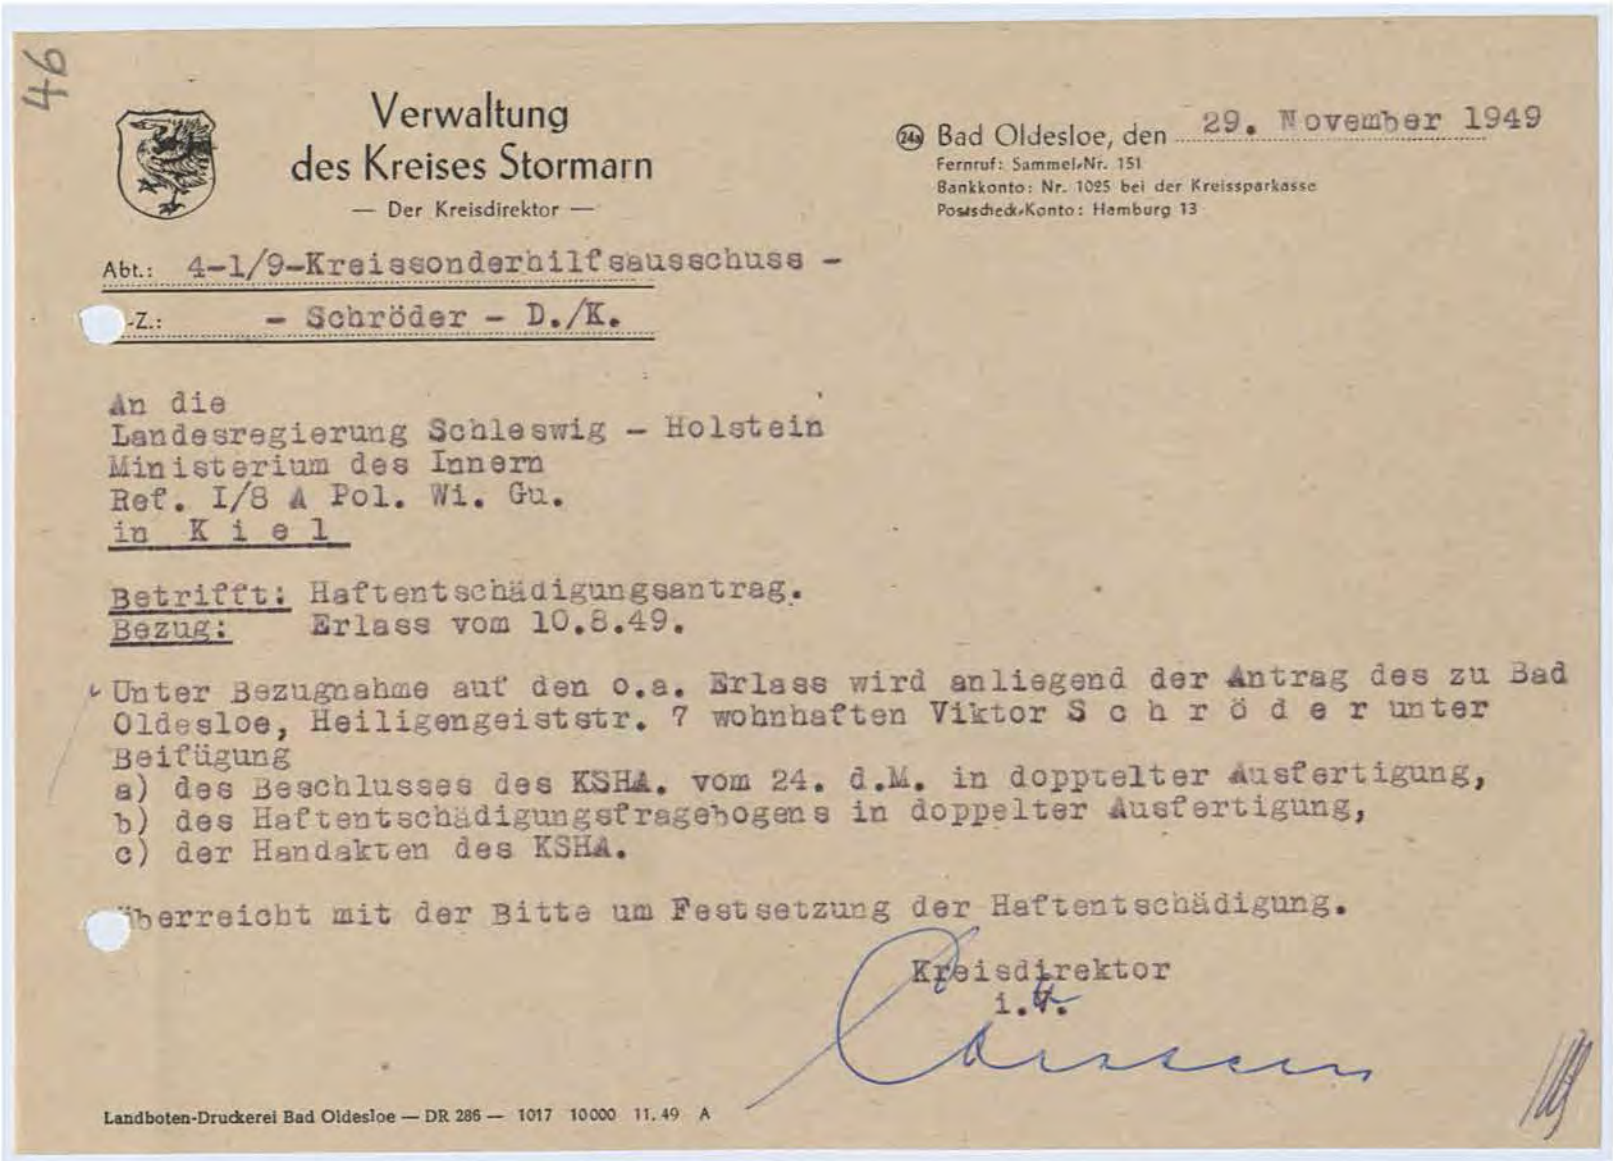 46
Verwaltung
des Kreises Stormarn
— Der Kreisdirektor —
24a Bad Oldesloe, den 29. November 1949
Fernruf: Sammel-Nr. 151
Bankkonto: Nr. 1025 bei der Kreissparkasse
Postscheck-Konto: Hamburg 13
Abt.: 4-1/9-Kreissonderhilfsausschuss -
-Z.: - Schröder - D./K.
An die
Landesregierung Schleswig - Holstein
Ministerium des Innern
Ref. I/8 A Pol. Wi. Gu.
in K i e l
Betrifft: Haftentschädigungsantrag.
Bezug: Erlass vom 10.8.49.
Unter Bezugnahme auf den o.a. Erlass wird anliegend der Antrag des zu Bad
Oldesloe, Heiligengeiststr. 7 wohnhaften Viktor S c h r ö d e r unter
Beifügung
a) des Beschlusses des KSHA. vom 24. d.M. in dopptelter Ausfertigung,
b) des Haftentschädigungsfragebogens in doppelter Ausfertigung,
c) der Handakten des KSHA.
überreicht mit der Bitte um Festsetzung der Haftentschädigung.
Kreisdirektor
i.V.
Landboten-Druckerei Bad Oldesloe — DR 286 — 1017 10000 11.49 A